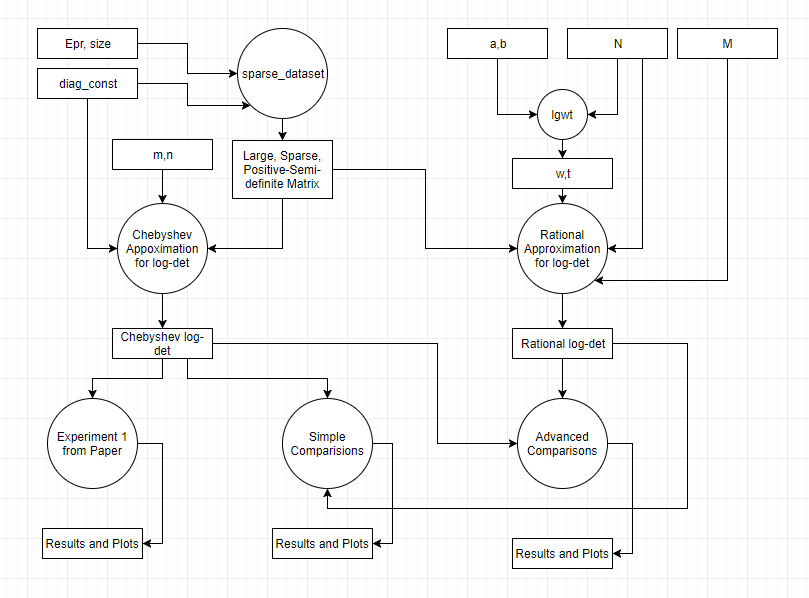 Epr, size
a,b
N
M
diag_const
sparse_dataset
lgwt
m,n
Large, Sparse,
Positive-Semi-
definite Matrix
w,t
Chebyshev
Appoximation
for log-det
Rational
Approximation
for log-det
Chebyshev log-
det
Rational log-det
Experiment 1
from Paper
Simple
Comparisions
Advanced
Comparisons
Results and Plots
Results and Plots
Results and Plots